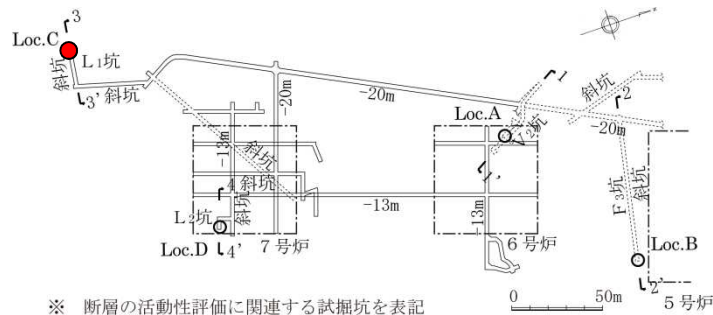 3
Loc.C
L1坑
斜坑
3'
斜坑
-20m
-20m
1
斜坑
2
-20m
Loc.A
V2坑
1'
-13m
斜坑
4
斜坑
斜坑
-13m
-13m
F3坑
斜坑
L2坑
Loc.D
4'
7号炉
6号炉
Loc.B
2'
5号炉
※ 断層の活動性評価に関連する試掘坑を表記
0 50m